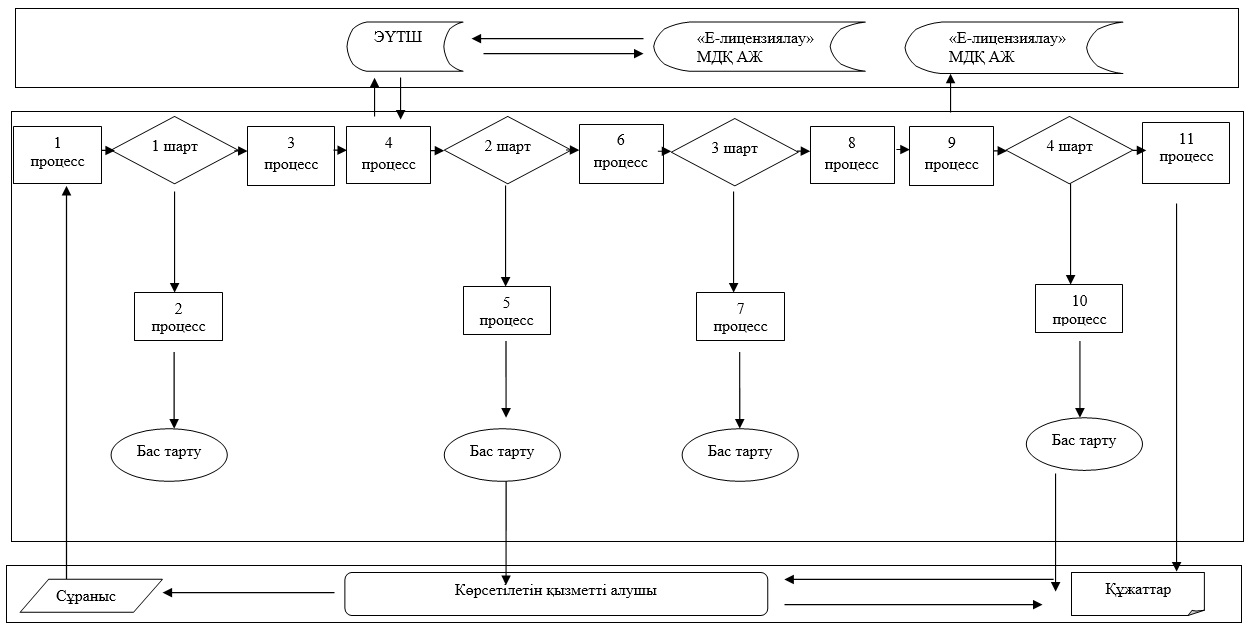 ЭҮТШ
«Е-лицензиялау»
МДҚ АЖ
«Е-лицензиялау»
МДҚ АЖ
1
процесс
1 шарт
3
процесс
4
процесс
2 шарт
6
процесс
3 шарт
8
процесс
9
процесс
4 шарт
11
процесс
2
процесс
5
процесс
7
процесс
10
процесс
Бас тарту
Бас тарту
Бас тарту
Бас тарту
Сұраныс
Көрсетілетін қызметті алушы
Құжаттар